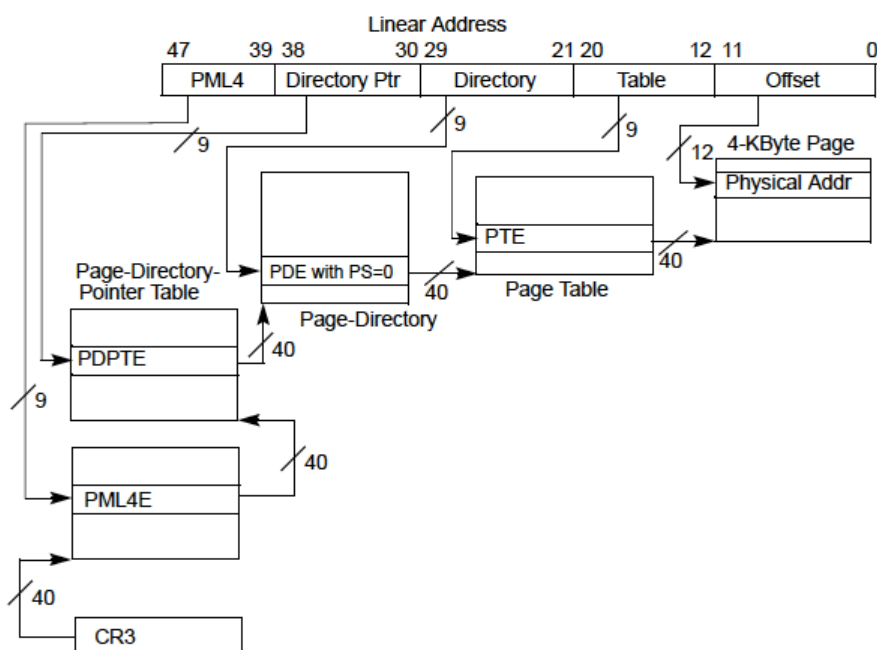 Linear Address
47 39 38 30 29 21 20 12 11 0
PML4 Directory Ptr Directory Table Offset
9 9 9
12 4-KByte Page
Physical Addr
PTE
40
PDE with PS=0
40
Page Table
Page-Directory-
Pointer Table
Page-Directory
PDPTE
40
9
40
PML4E
40
CR3